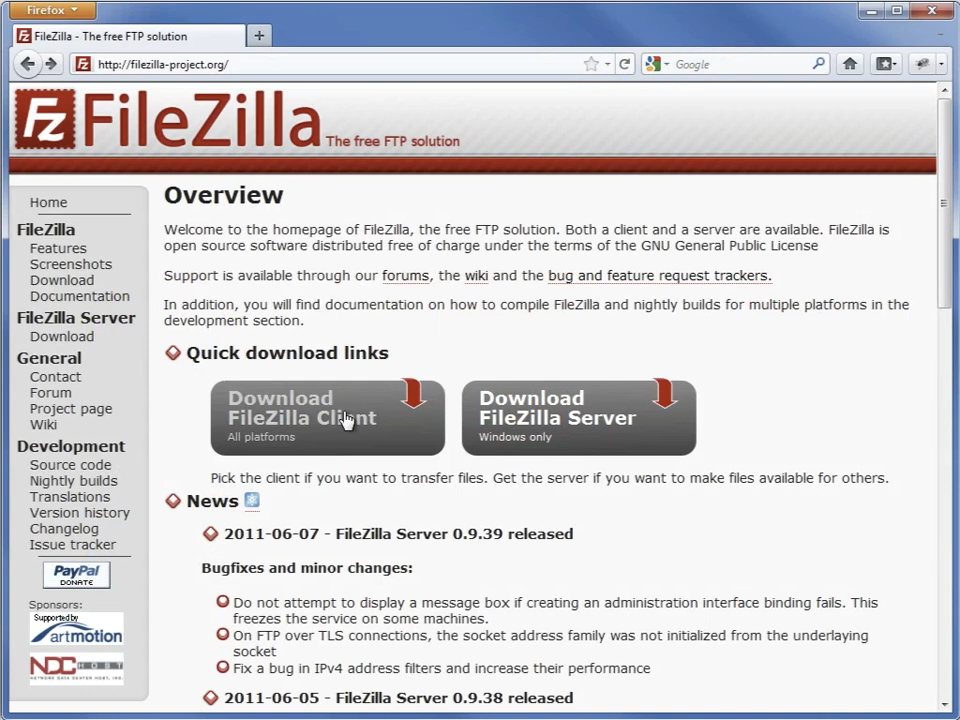 Firefox
FileZilla - The free FTP solution
http://filezilla-project.org/
Google
Fz FileZilla The free FTP solution
Home
FileZilla
Features
Screenshots
Download
Documentation
FileZilla Server
Download
General
Contact
Forum
Project page
Wiki
Development
Source code
Nightly builds
Translations
Version history
Changelog
Issue tracker
PayPal
DONATE
Sponsors:
Supported by
artmotion
NDC HOST
NETWORK DATA CENTER HOST, INC.
Overview
Welcome to the homepage of FileZilla, the free FTP solution. Both a client and a server are available. FileZilla is
open source software distributed free of charge under the terms of the GNU General Public License
Support is available through our forums, the wiki and the bug and feature request trackers.
In addition, you will find documentation on how to compile FileZilla and nightly builds for multiple platforms in the
development section.
Quick download links
Download
FileZilla Client
All platforms
Download
FileZilla Server
Windows only
Pick the client if you want to transfer files. Get the server if you want to make files available for others.
News
2011-06-07 - FileZilla Server 0.9.39 released
Bugfixes and minor changes:
Do not attempt to display a message box if creating an administration interface binding fails. This
freezes the service on some machines.
On FTP over TLS connections, the socket address family was not initialized from the underlaying
socket
Fix a bug in IPv4 address filters and increase their performance
2011-06-05 - FileZilla Server 0.9.38 released